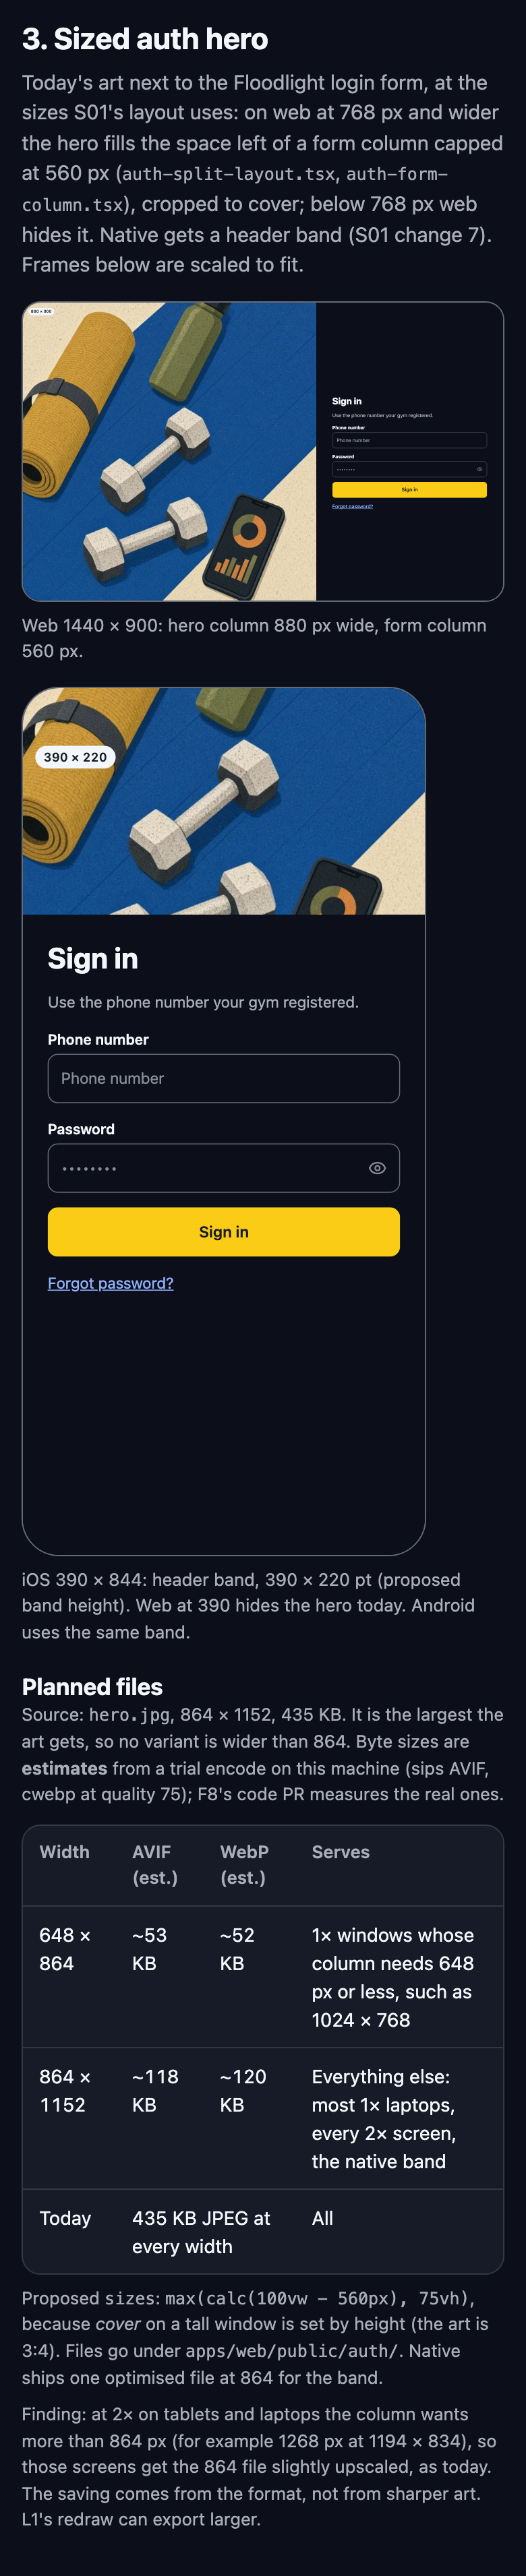 3. Sized auth hero
Today's art next to the Floodlight login form, at the
sizes S01's layout uses: on web at 768 px and wider
the hero fills the space left of a form column capped
at 560 px (auth-split-layout.tsx, auth-form-
column.tsx), cropped to cover; below 768 px web
hides it. Native gets a header band (S01 change 7).
Frames below are scaled to fit.
880 × 900
Sign in
Use the phone number your gym registered.
Phone number
Phone number
Password
••••••••
Sign in
Forgot password?
Web 1440 × 900: hero column 880 px wide, form column
560 px.
390 × 220
Sign in
Use the phone number your gym registered.
Phone number
Phone number
Password
••••••••
Sign in
Forgot password?
iOS 390 × 844: header band, 390 × 220 pt (proposed
band height). Web at 390 hides the hero today. Android
uses the same band.
Planned files
Source: hero.jpg, 864 × 1152, 435 KB. It is the largest the
art gets, so no variant is wider than 864. Byte sizes are
estimates from a trial encode on this machine (sips AVIF,
cwebp at quality 75); F8's code PR measures the real ones.
Width AVIF (est.) WebP (est.) Serves
648 × 864 ~53 KB ~52 KB 1× windows whose
column needs 648
px or less, such as
1024 × 768
864 × 1152 ~118 KB ~120 KB Everything else:
most 1× laptops,
every 2× screen,
the native band
Today 435 KB JPEG at every width All
Proposed sizes: max(calc(100vw − 560px), 75vh),
because cover on a tall window is set by height (the art is
3:4). Files go under apps/web/public/auth/. Native
ships one optimised file at 864 for the band.
Finding: at 2× on tablets and laptops the column wants
more than 864 px (for example 1268 px at 1194 × 834), so
those screens get the 864 file slightly upscaled, as today.
The saving comes from the format, not from sharper art.
L1's redraw can export larger.